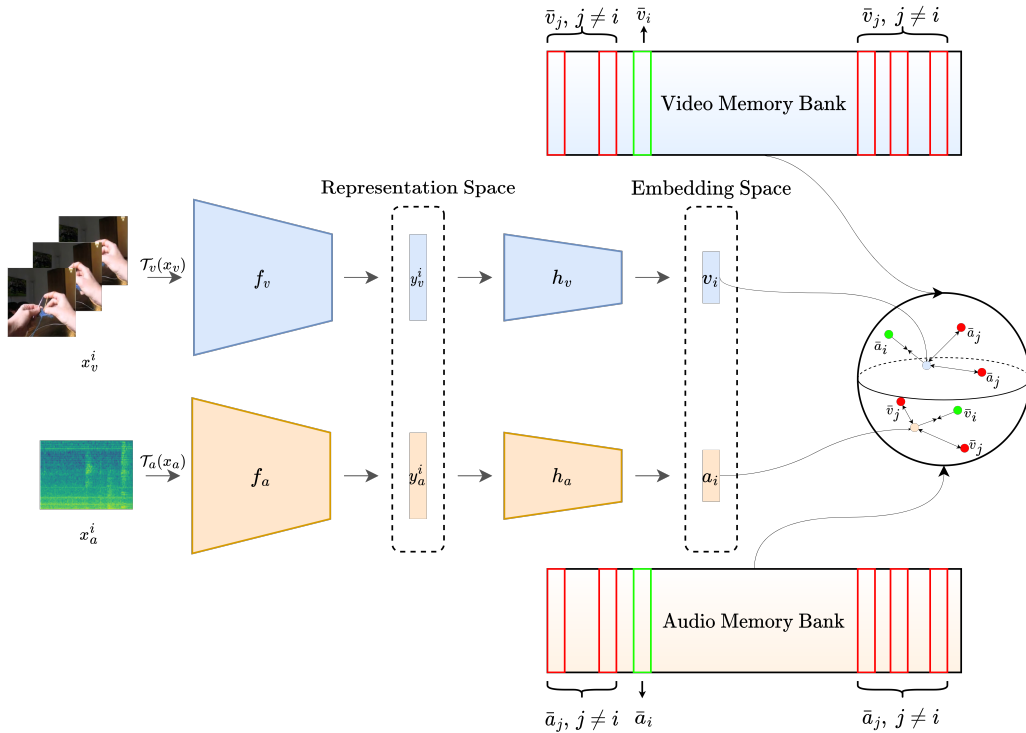 v̄_j, j ≠ i
v̄_i
v̄_j, j ≠ i
Video Memory Bank
Representation Space
Embedding Space
𝒯_v(x_v)
f_v
y_v^i
h_v
v_i
x_v^i
ā_i
ā_j
ā_j
v̄_j
v̄_i
v̄_j
𝒯_a(x_a)
f_a
y_a^i
h_a
a_i
x_a^i
Audio Memory Bank
ā_j, j ≠ i
ā_i
ā_j, j ≠ i